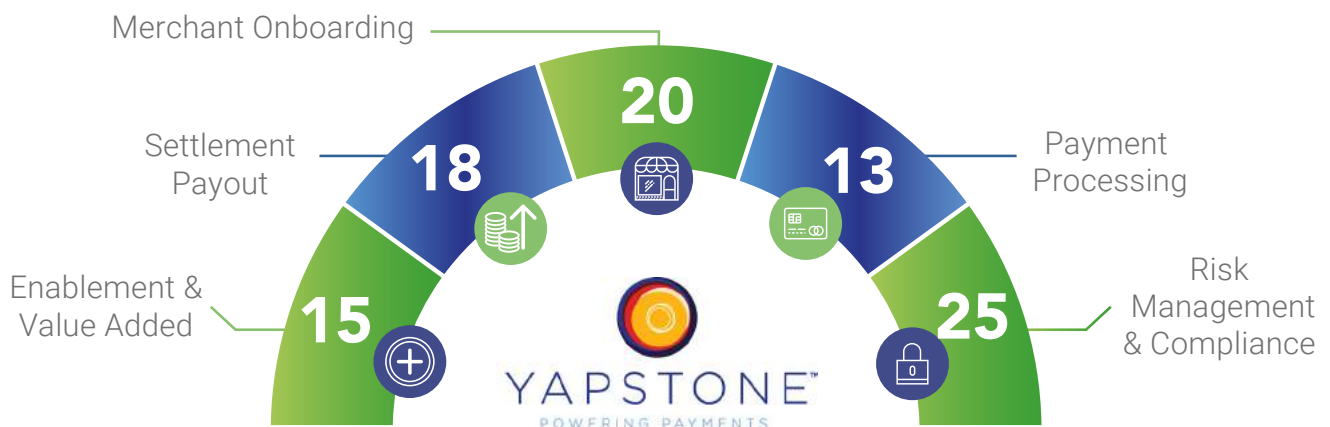 Merchant Onboarding
20
Settlement
Payout
18
13
Payment
Processing
Enablement &
Value Added
15
25
Risk
Management
& Compliance
YAPSTONE™
POWERING PAYMENTS